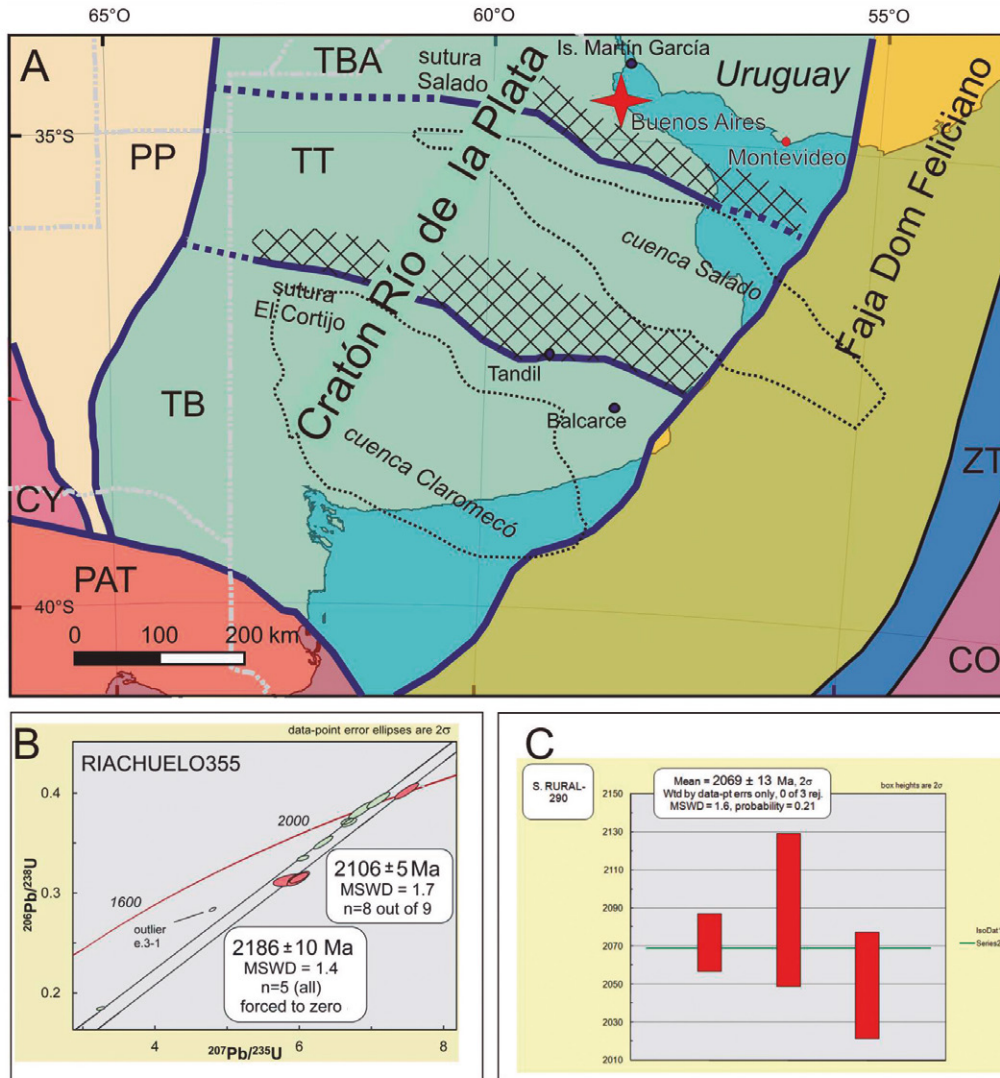 65°O
60°O
55°O
A
TBA
sutura
Salado
Is. Martín García
Uruguay
Buenos Aires
Montevideo
35°S
PP
TT
Cratón Río de la Plata
cuenca Salado
Faja Dom Feliciano
sutura
El Cortijo
Tandil
TB
Balcarce
cuenca Claromecó
ZT
CY
PAT
40°S
0 100 200 km
CO
B
data-point error ellipses are 2σ
RIACHUELO355
0.4
2000
2106 ± 5 Ma
MSWD = 1.7
n=8 out of 9
206Pb/238U
0.3
1600
outlier
e.3-1
2186 ± 10 Ma
MSWD = 1.4
n=5 (all)
forced to zero
0.2
4 6 8
207Pb/235U
C
S. RURAL-
290
Mean = 2069 ± 13 Ma, 2σ
Wtd by data-pt errs only, 0 of 3 rej.
MSWD = 1.6, probability = 0.21
box heights are 2σ
2150
2130
2110
2090
2070
2050
2030
2010
Series2